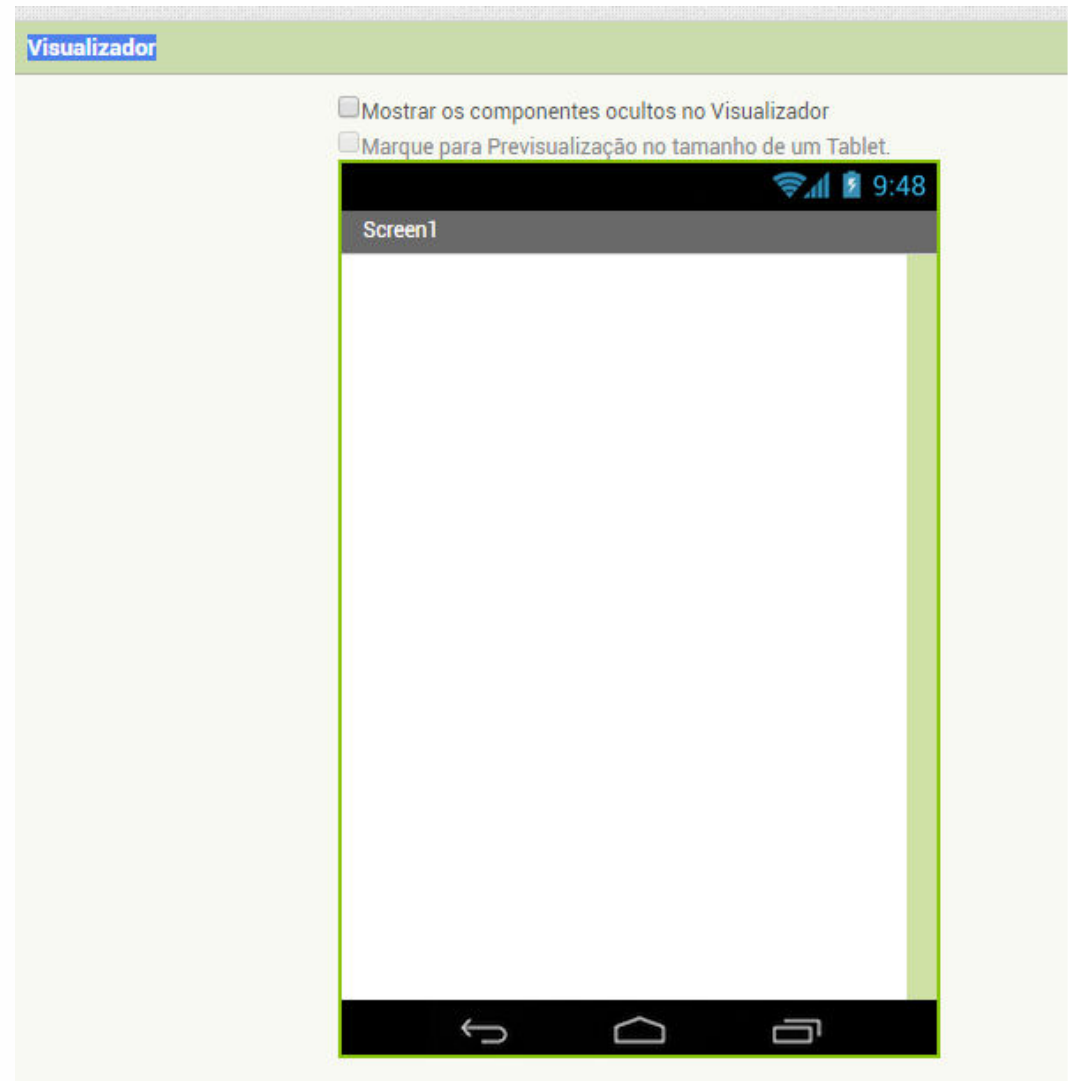 Visualizador
Mostrar os componentes ocultos no Visualizador
Marque para Previsualização no tamanho de um Tablet.
9:48
Screen1